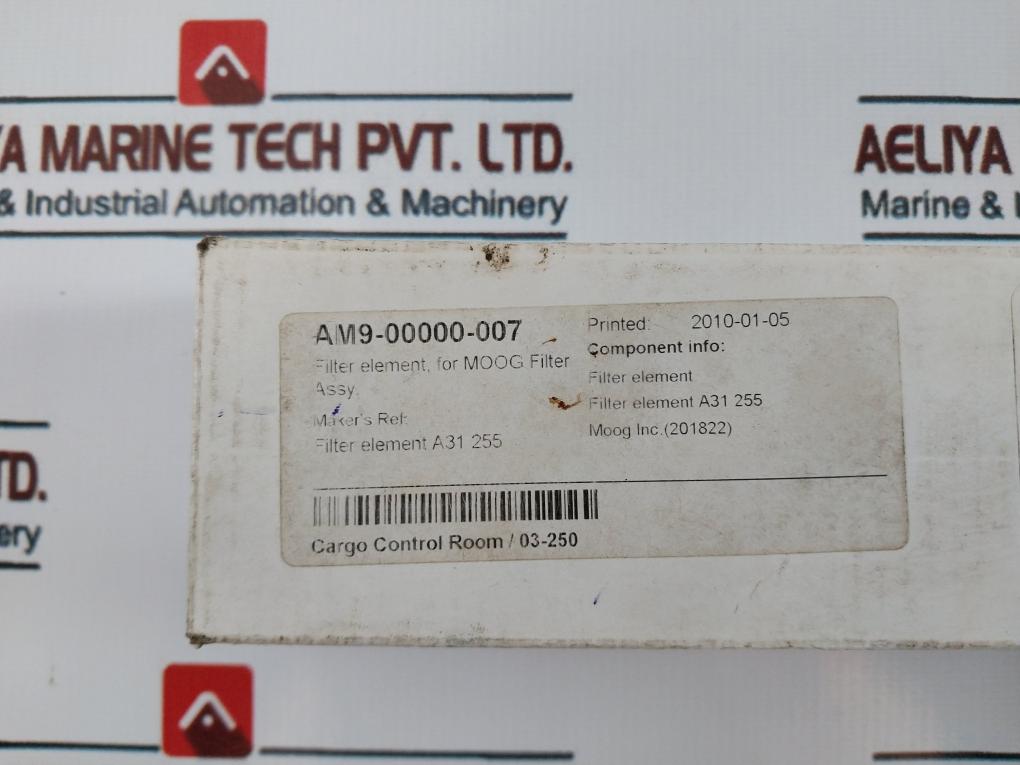 YA MARINE TECH PVT. LTD.
& Industrial Automation & Machinery
AELIYA
Marine &
TD.
ery
AM9-00000-007
Filter element, for MOOG Filter
Assy.
Maker's Ref:
Filter element A31 255
Printed: 2010-01-05
Component info:
Filter element
Filter element A31 255
Moog Inc.(201822)
Cargo Control Room / 03-250